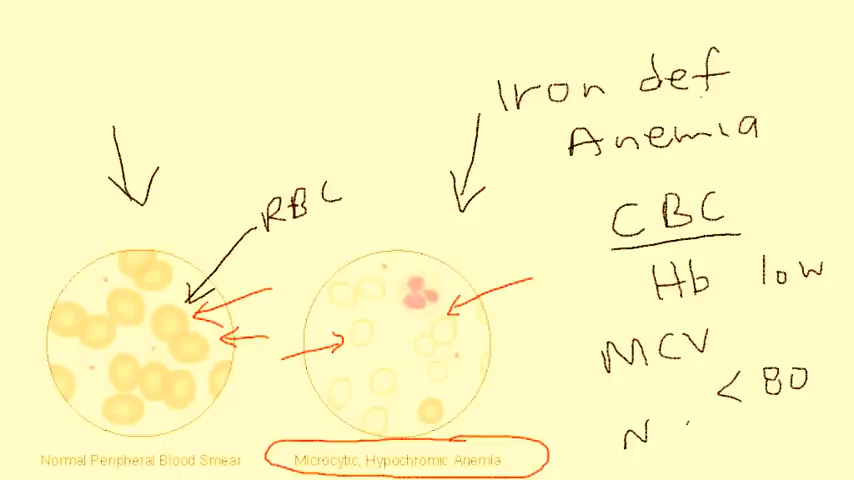 Iron def
Anemia
RBC
CBC
Hb low
MCV
< 80
N
Normal Peripheral Blood Smear
Microcytic, Hypochromic Anemia